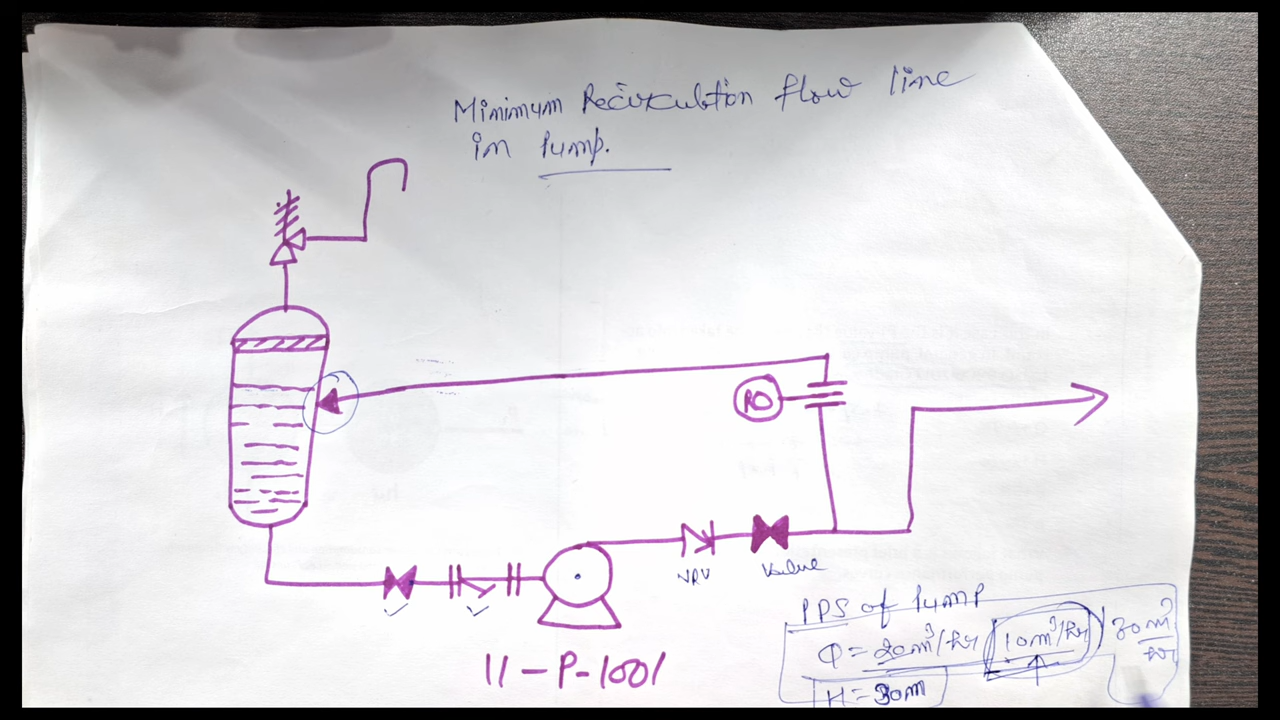 Minimum Recirculation flow line
in Pump.
RO
NRV
Valve
11-P-1001
PPS of Pump
Q = 20m³/hr 10m³/hr 30m³/hr
H = 30m